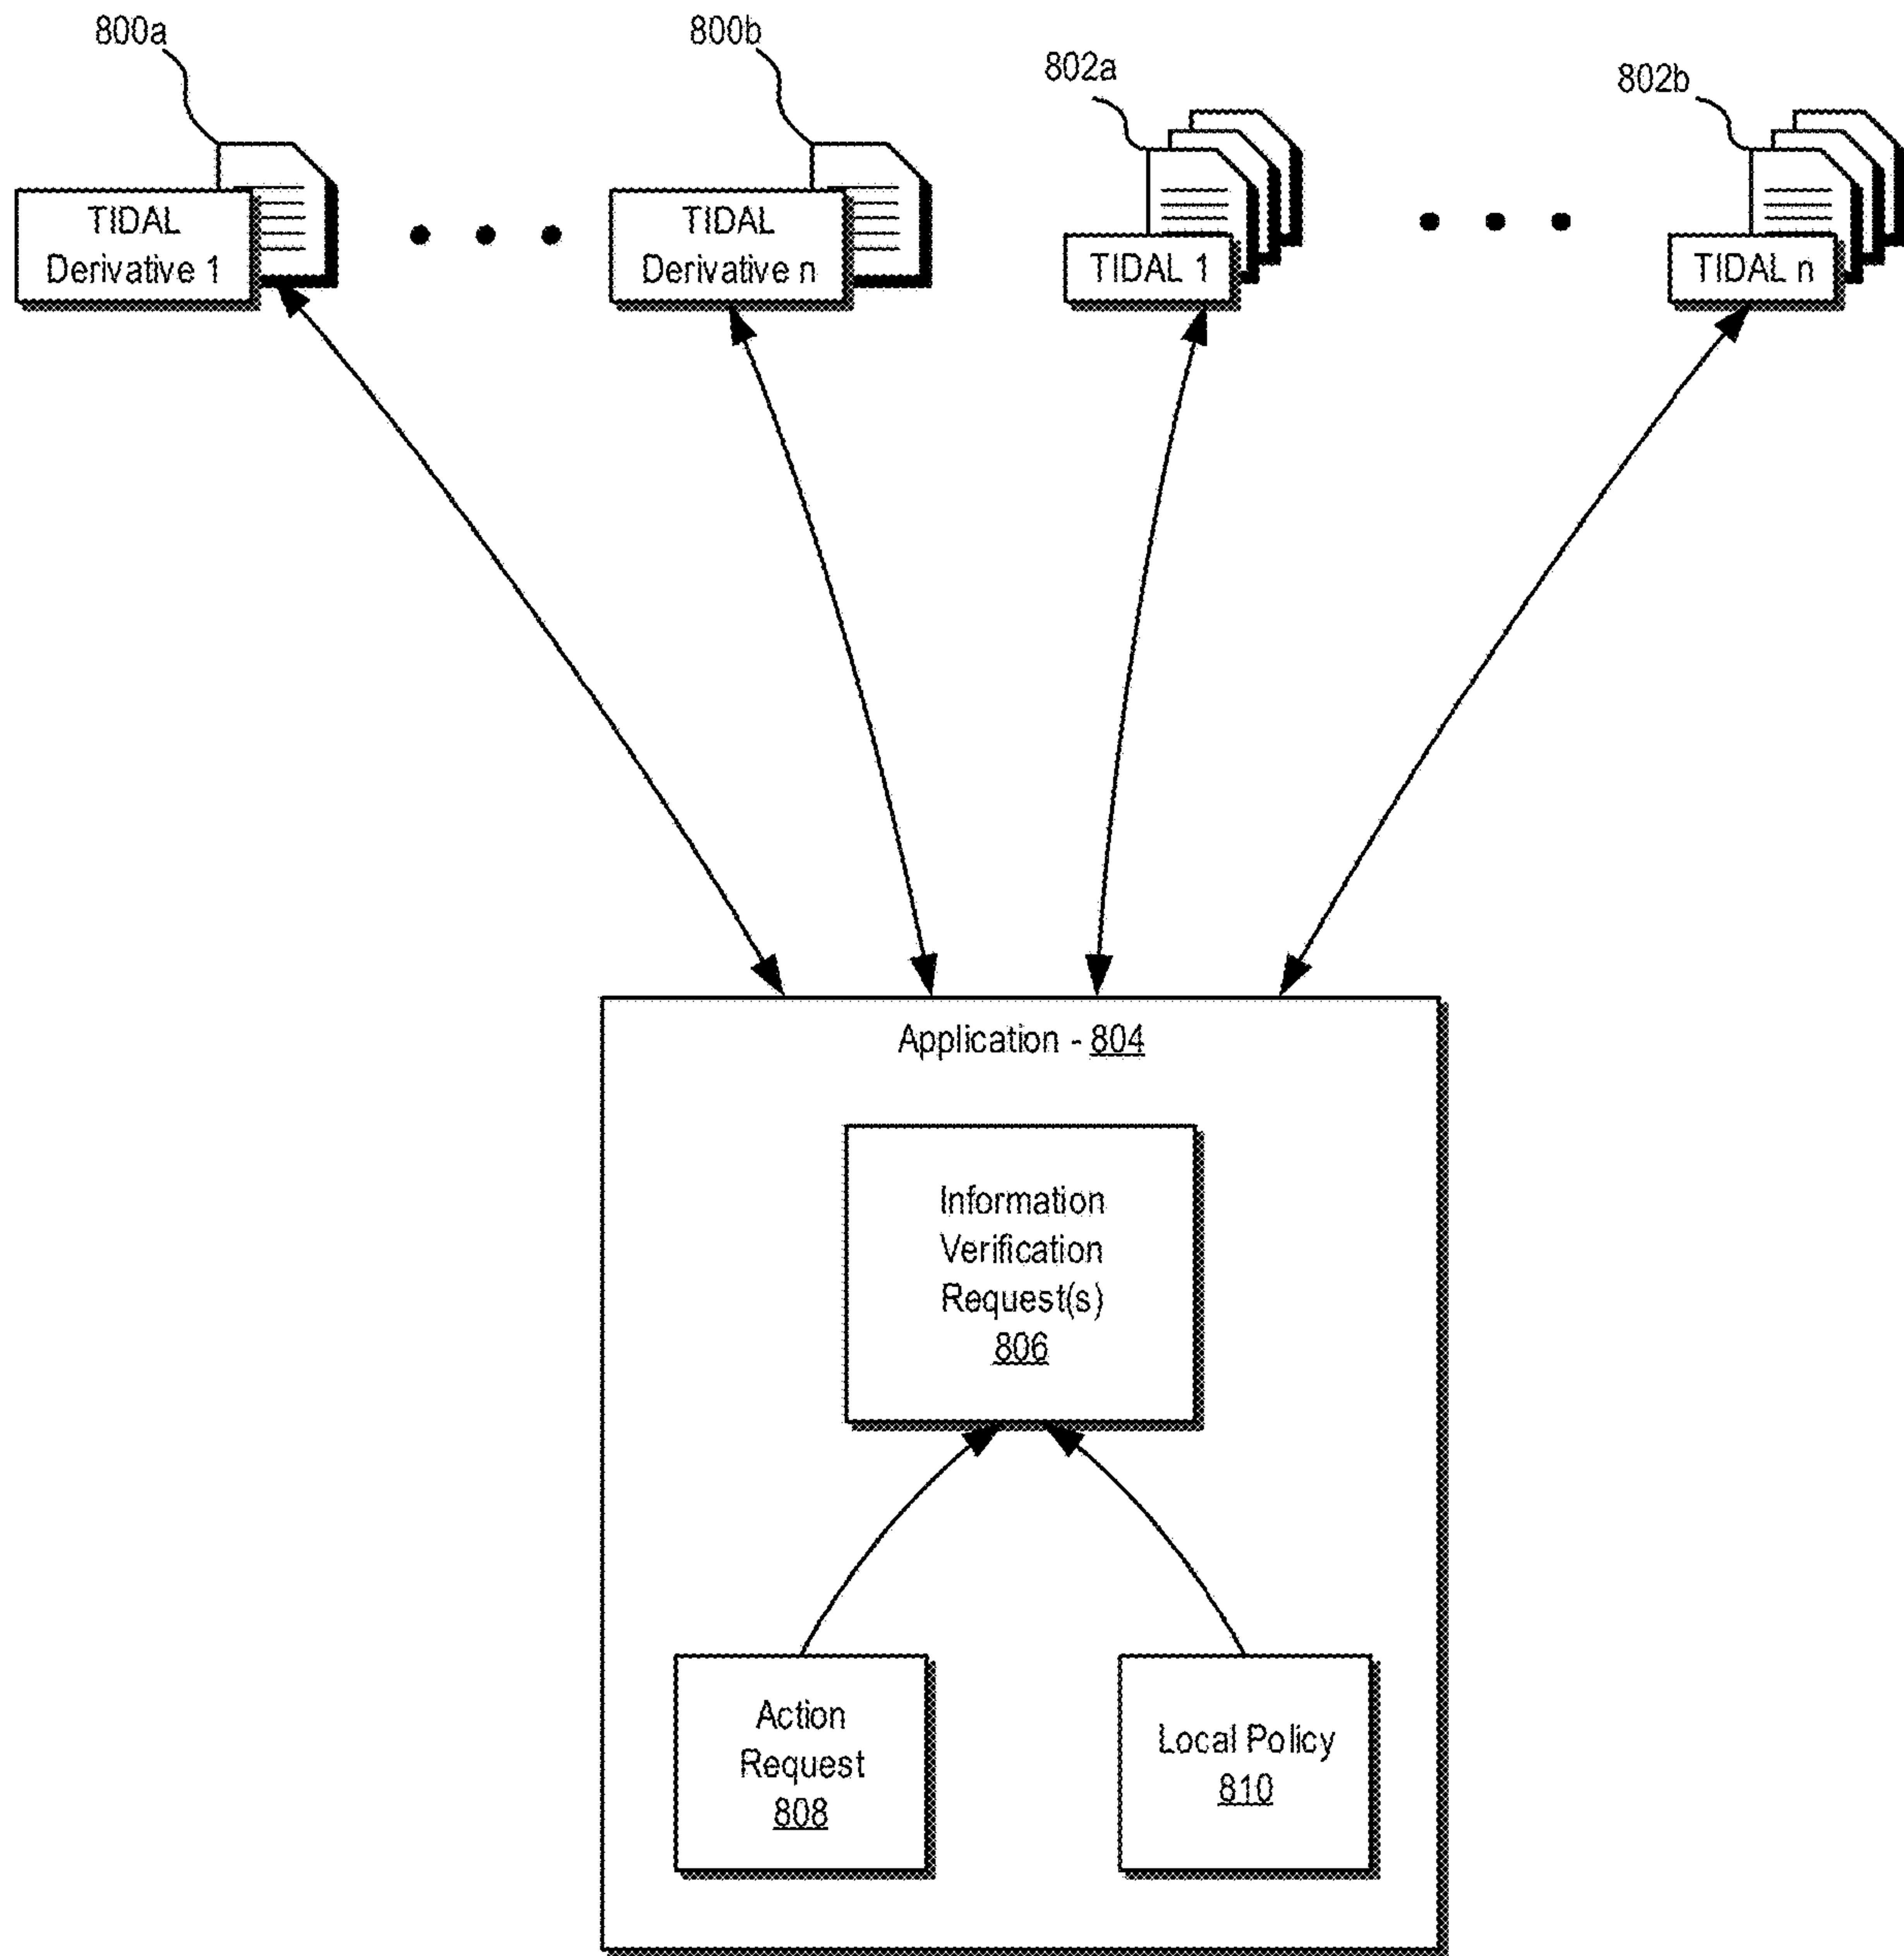 800a
800b
802a
802b
TIDAL
Derivative 1
TIDAL
Derivative n
TIDAL 1
TIDAL n
Application - 804
Information
Verification
Request(s)
806
Action
Request
808
Local Policy
810